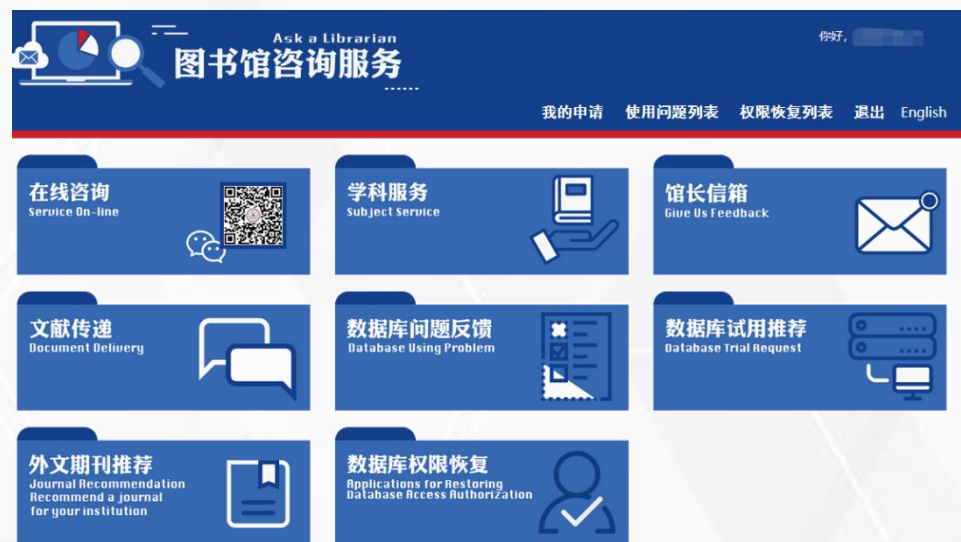 Ask a Librarian
图书馆咨询服务
你好,
我的申请 使用问题列表 权限恢复列表 退出 English
在线咨询
Service On-line
学科服务
Subject Service
馆长信箱
Give Us Feedback
文献传递
Document Delivery
数据库问题反馈
Database Using Problem
数据库试用推荐
Database Trial Request
外文期刊推荐
Journal Recommendation
Recommend a journal
for your institution
数据库权限恢复
Applications for Restoring
Database Access Authorization